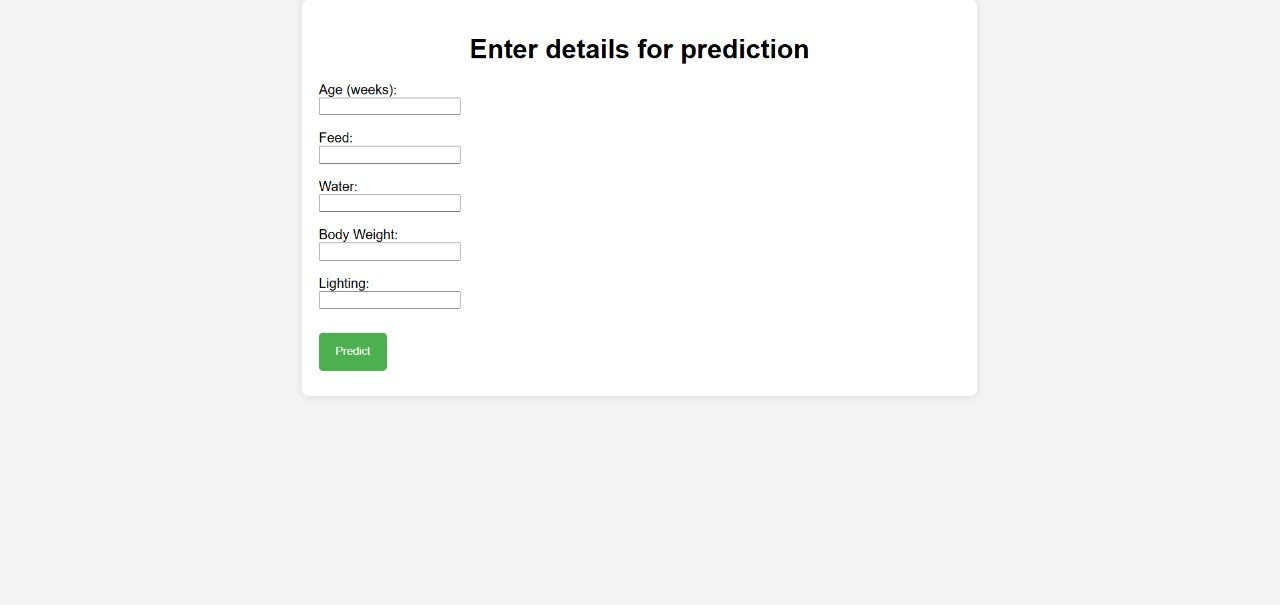 Enter details for prediction
Age (weeks):
Feed:
Water:
Body Weight:
Lighting:
Predict